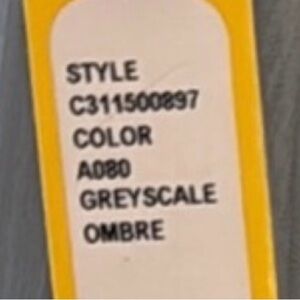 STYLE
C311500897
COLOR
A080
GREYSCALE
OMBRE